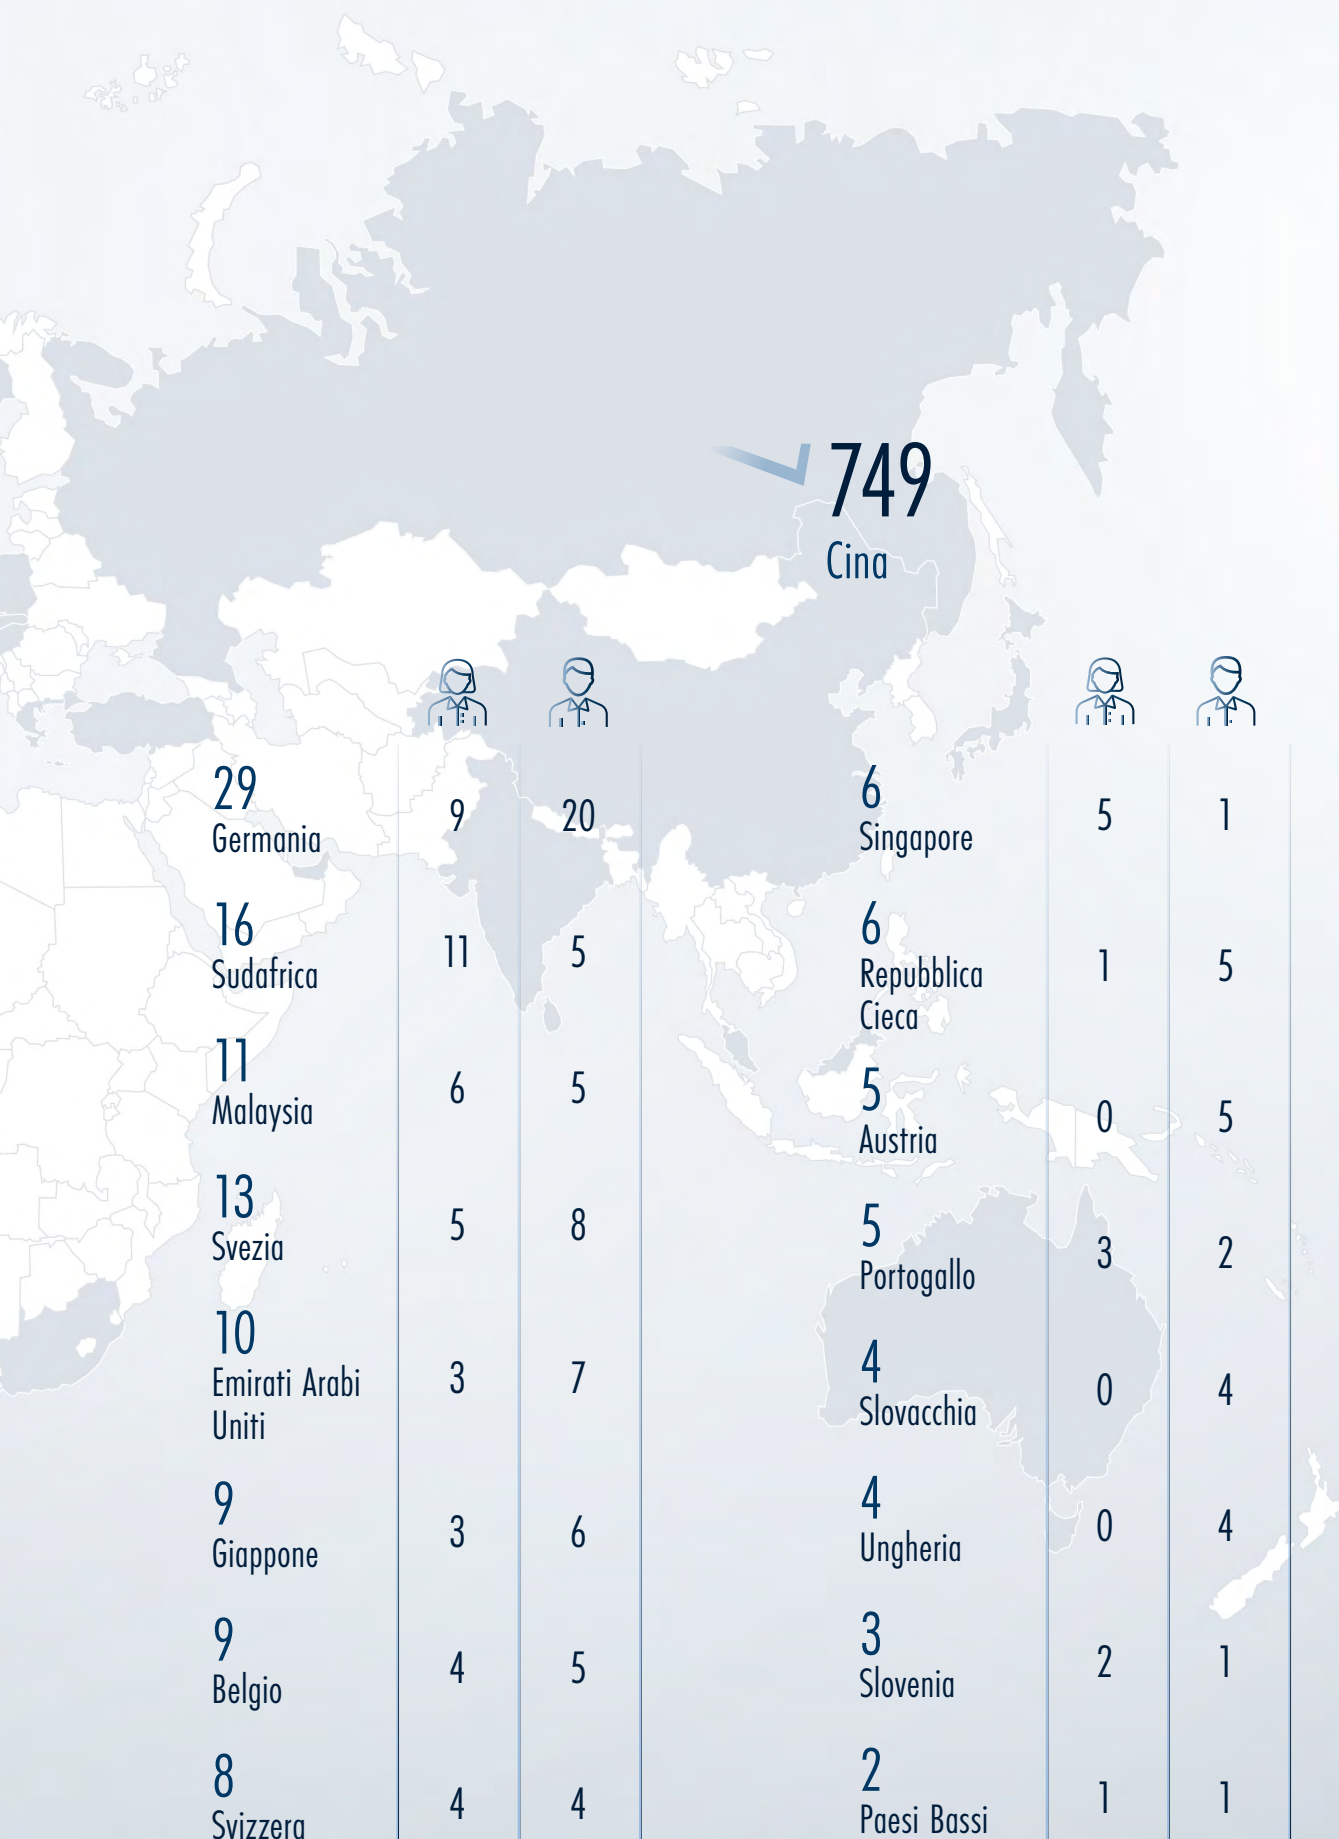 749
Cina
29
Germania
9
20
16
Sudafrica
11
5
11
Malaysia
6
5
13
Svezia
5
8
10
Emirati Arabi
Uniti
3
7
9
Giappone
3
6
9
Belgio
4
5
8
Svizzera
4
4
6
Singapore
5
1
6
Repubblica
Cieca
1
5
5
Austria
0
5
5
Portogallo
3
2
4
Slovacchia
0
4
4
Ungheria
0
4
3
Slovenia
2
1
2
Paesi Bassi
1
1